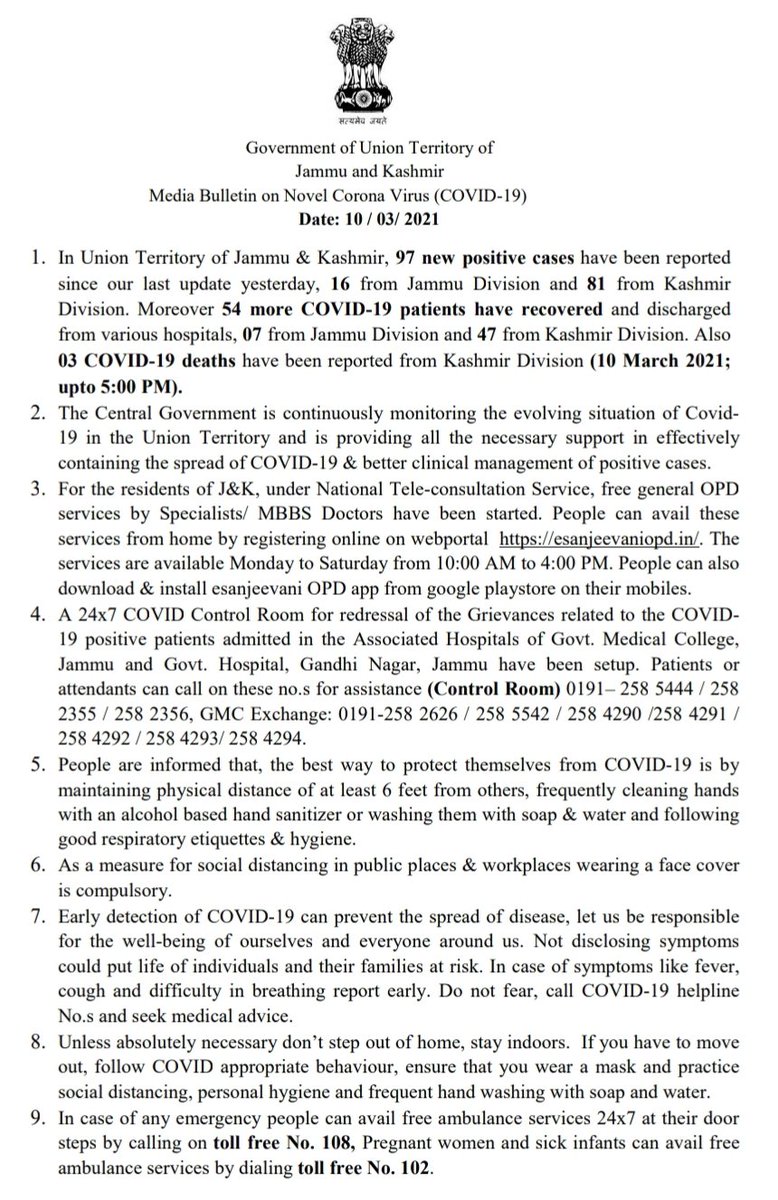 सत्यमेव जयते
Government of Union Territory of
Jammu and Kashmir
Media Bulletin on Novel Corona Virus (COVID-19)
Date: 10 / 03/ 2021
1. In Union Territory of Jammu & Kashmir, 97 new positive cases have been reported
since our last update yesterday, 16 from Jammu Division and 81 from Kashmir
Division. Moreover 54 more COVID-19 patients have recovered and discharged
from various hospitals, 07 from Jammu Division and 47 from Kashmir Division. Also
03 COVID-19 deaths have been reported from Kashmir Division (10 March 2021;
upto 5:00 PM).
2. The Central Government is continuously monitoring the evolving situation of Covid-
19 in the Union Territory and is providing all the necessary support in effectively
containing the spread of COVID-19 & better clinical management of positive cases.
3. For the residents of J&K, under National Tele-consultation Service, free general OPD
services by Specialists/ MBBS Doctors have been started. People can avail these
services from home by registering online on webportal https://esanjeevaniopd.in/. The
services are available Monday to Saturday from 10:00 AM to 4:00 PM. People can also
download & install esanjeevani OPD app from google playstore on their mobiles.
4. A 24x7 COVID Control Room for redressal of the Grievances related to the COVID-
19 positive patients admitted in the Associated Hospitals of Govt. Medical College,
Jammu and Govt. Hospital, Gandhi Nagar, Jammu have been setup. Patients or
attendants can call on these no.s for assistance (Control Room) 0191– 258 5444 / 258
2355 / 258 2356, GMC Exchange: 0191-258 2626 / 258 5542 / 258 4290 /258 4291 /
258 4292 / 258 4293/ 258 4294.
5. People are informed that, the best way to protect themselves from COVID-19 is by
maintaining physical distance of at least 6 feet from others, frequently cleaning hands
with an alcohol based hand sanitizer or washing them with soap & water and following
good respiratory etiquettes & hygiene.
6. As a measure for social distancing in public places & workplaces wearing a face cover
is compulsory.
7. Early detection of COVID-19 can prevent the spread of disease, let us be responsible
for the well-being of ourselves and everyone around us. Not disclosing symptoms
could put life of individuals and their families at risk. In case of symptoms like fever,
cough and difficulty in breathing report early. Do not fear, call COVID-19 helpline
No.s and seek medical advice.
8. Unless absolutely necessary don’t step out of home, stay indoors. If you have to move
out, follow COVID appropriate behaviour, ensure that you wear a mask and practice
social distancing, personal hygiene and frequent hand washing with soap and water.
9. In case of any emergency people can avail free ambulance services 24x7 at their door
steps by calling on toll free No. 108, Pregnant women and sick infants can avail free
ambulance services by dialing toll free No. 102.